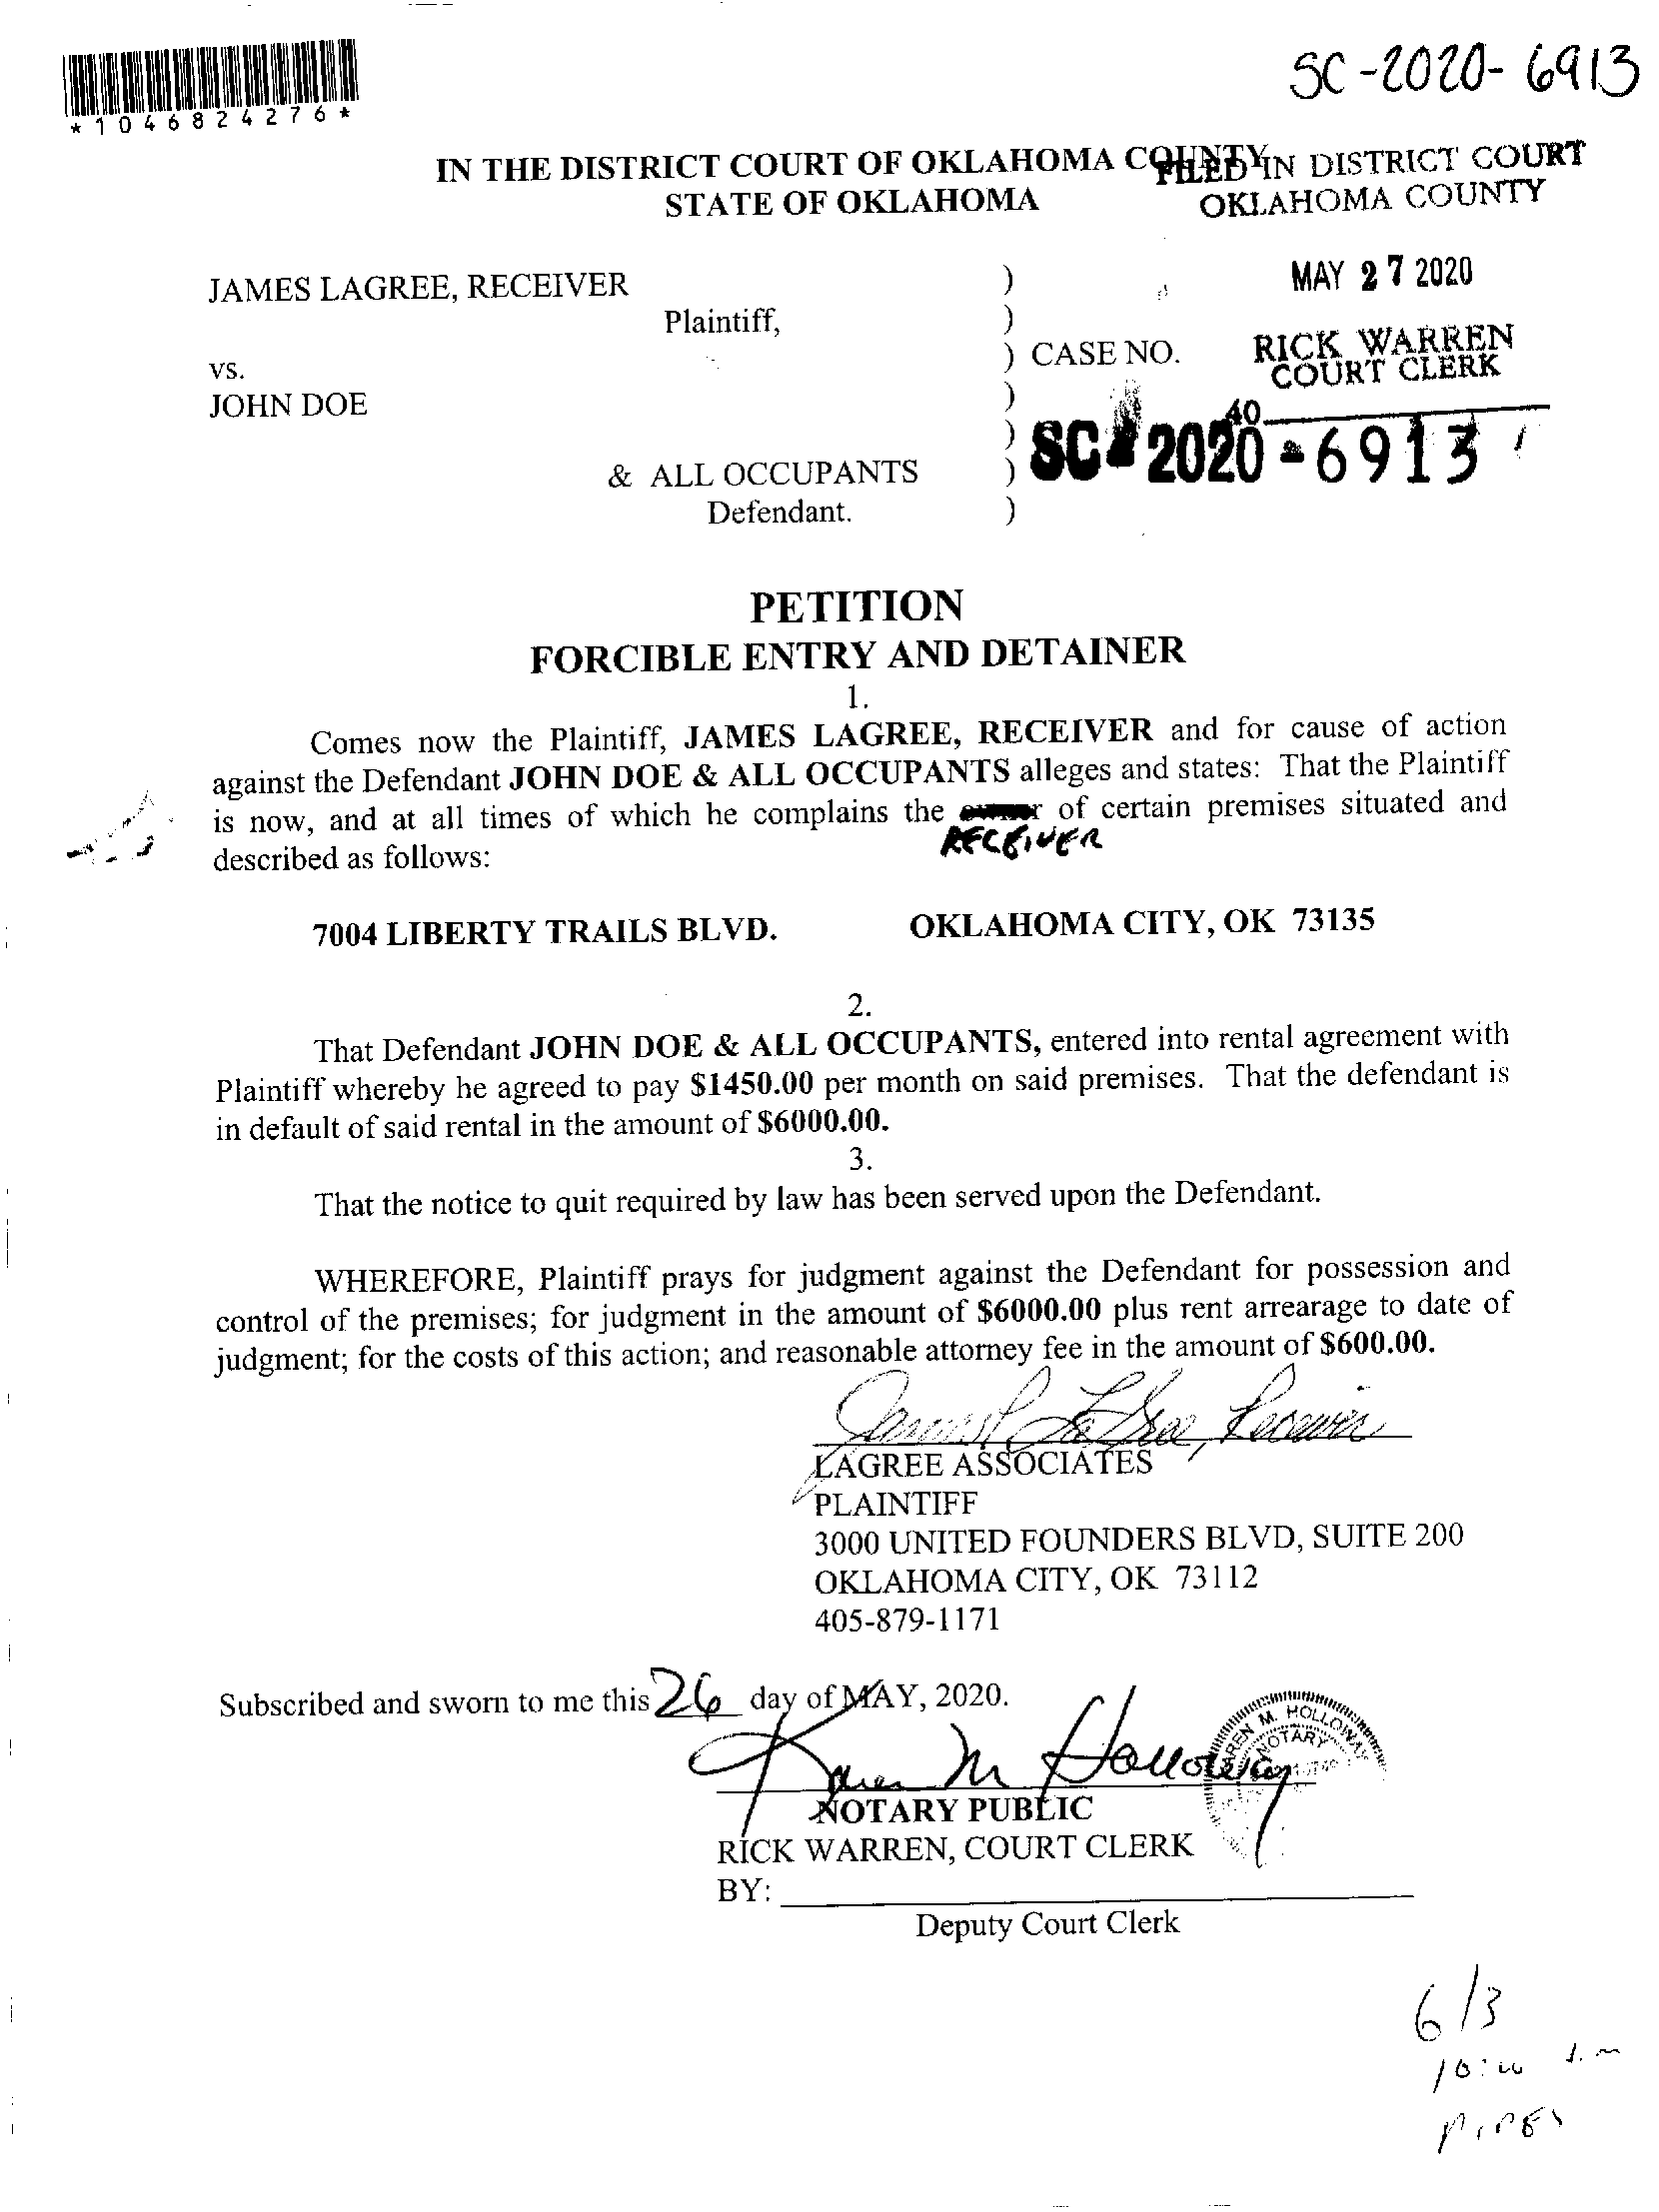 SC-2020-6913
*1046824276*
IN THE DISTRICT COURT OF OKLAHOMA COUNTY
STATE OF OKLAHOMA
FILED IN DISTRICT COURT
OKLAHOMA COUNTY
MAY 27 2020
RICK WARREN
COURT CLERK
40
JAMES LAGREE, RECEIVER )
Plaintiff, )
vs. ) CASE NO.
JOHN DOE )
) SC-2020-6913
& ALL OCCUPANTS )
Defendant. )
PETITION
FORCIBLE ENTRY AND DETAINER
1.
Comes now the Plaintiff, JAMES LAGREE, RECEIVER and for cause of action
against the Defendant JOHN DOE & ALL OCCUPANTS alleges and states: That the Plaintiff
is now, and at all times of which he complains the of certain premises situated and
RECEIVER
described as follows:
7004 LIBERTY TRAILS BLVD. OKLAHOMA CITY, OK 73135
2.
That Defendant JOHN DOE & ALL OCCUPANTS, entered into rental agreement with
Plaintiff whereby he agreed to pay $1450.00 per month on said premises. That the defendant is
in default of said rental in the amount of $6000.00.
3.
That the notice to quit required by law has been served upon the Defendant.
WHEREFORE, Plaintiff prays for judgment against the Defendant for possession and
control of the premises; for judgment in the amount of $6000.00 plus rent arrearage to date of
judgment; for the costs of this action; and reasonable attorney fee in the amount of $600.00.
Receiver
LAGREE ASSOCIATES
PLAINTIFF
3000 UNITED FOUNDERS BLVD, SUITE 200
OKLAHOMA CITY, OK 73112
405-879-1171
Subscribed and sworn to me this 26 day of MAY, 2020.
Karen M Holloway
KAREN M. HOLLOWAY
NOTARY
NOTARY PUBLIC
RICK WARREN, COURT CLERK
BY:
Deputy Court Clerk
6/3